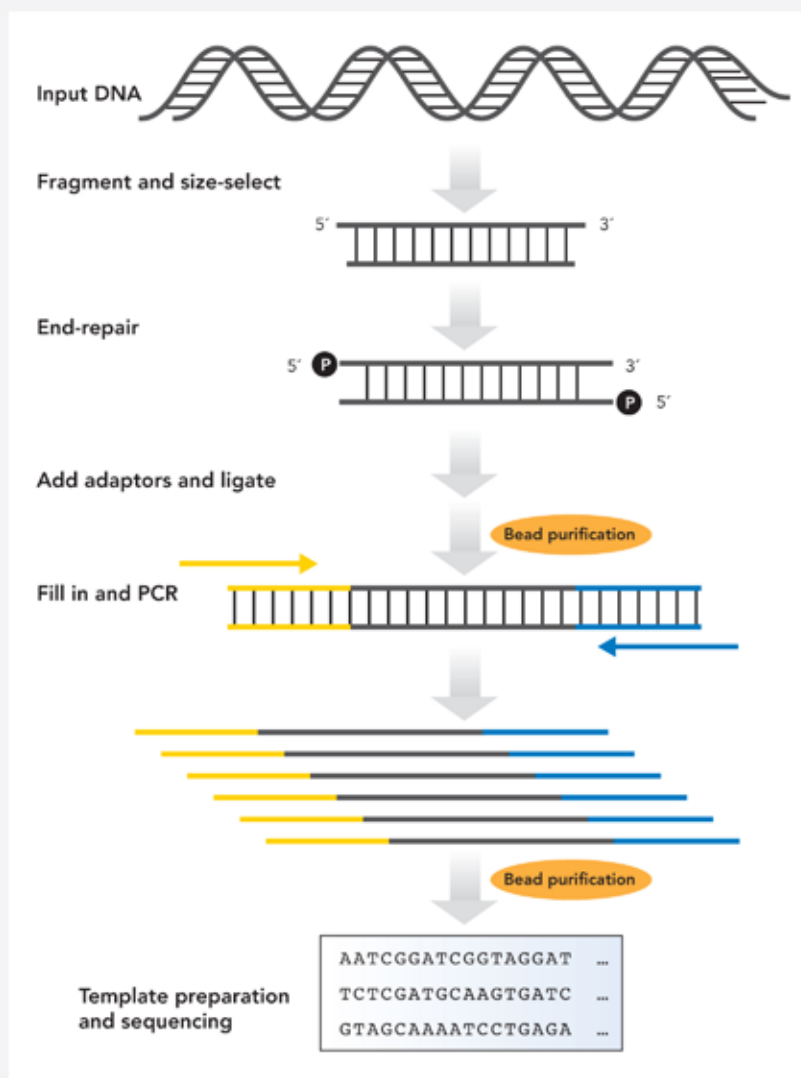 Input DNA
Fragment and size-select
5´ 3´
End-repair
5´ P 3´
P 5´
Add adaptors and ligate
Bead purification
Fill in and PCR
Bead purification
AATCGGATCGGTAGGAT ...
TCTCGATGCAAGTGATC ...
GTAGCAAAATCCTGAGA ...
Template preparation
and sequencing